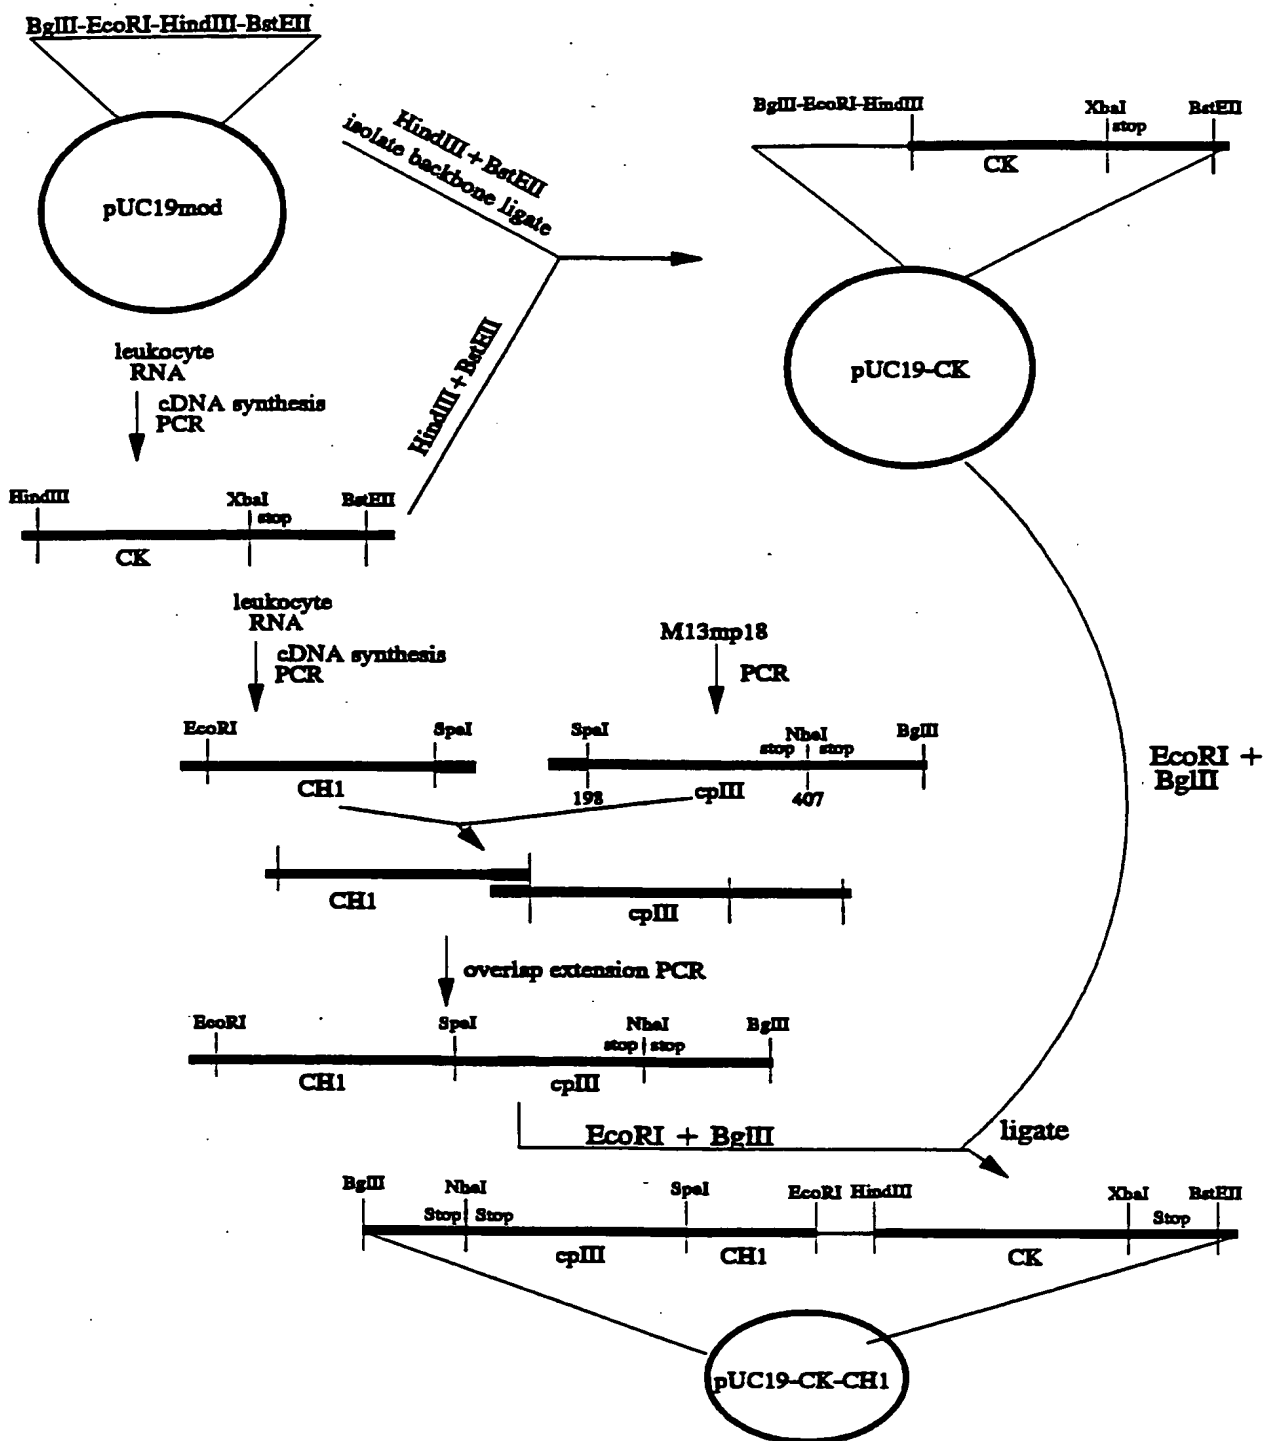 BglII-EcoRI-HindIII-BstEII
pUC19mod
HindIII+BstEII
isolate backbone ligate
BglII-EcoRI-HindIII
XbaI
BstEII
stop
CK
pUC19-CK
leukocyte
RNA
cDNA synthesis
PCR
HindIII+BstEII
HindIII
XbaI
BstEII
stop
CK
leukocyte
RNA
cDNA synthesis
PCR
M13mp18
PCR
EcoRI
SpeI
CH1
SpeI
NheI
BglII
stop
stop
198
cpIII
407
EcoRI +
BglII
CH1
cpIII
overlap extension PCR
EcoRI
SpeI
NheI
BglII
stop
stop
CH1
cpIII
EcoRI + BglII
ligate
BglII
NheI
SpeI
EcoRI
HindIII
XbaI
BstEII
Stop
Stop
Stop
cpIII
CH1
CK
pUC19-CK-CH1